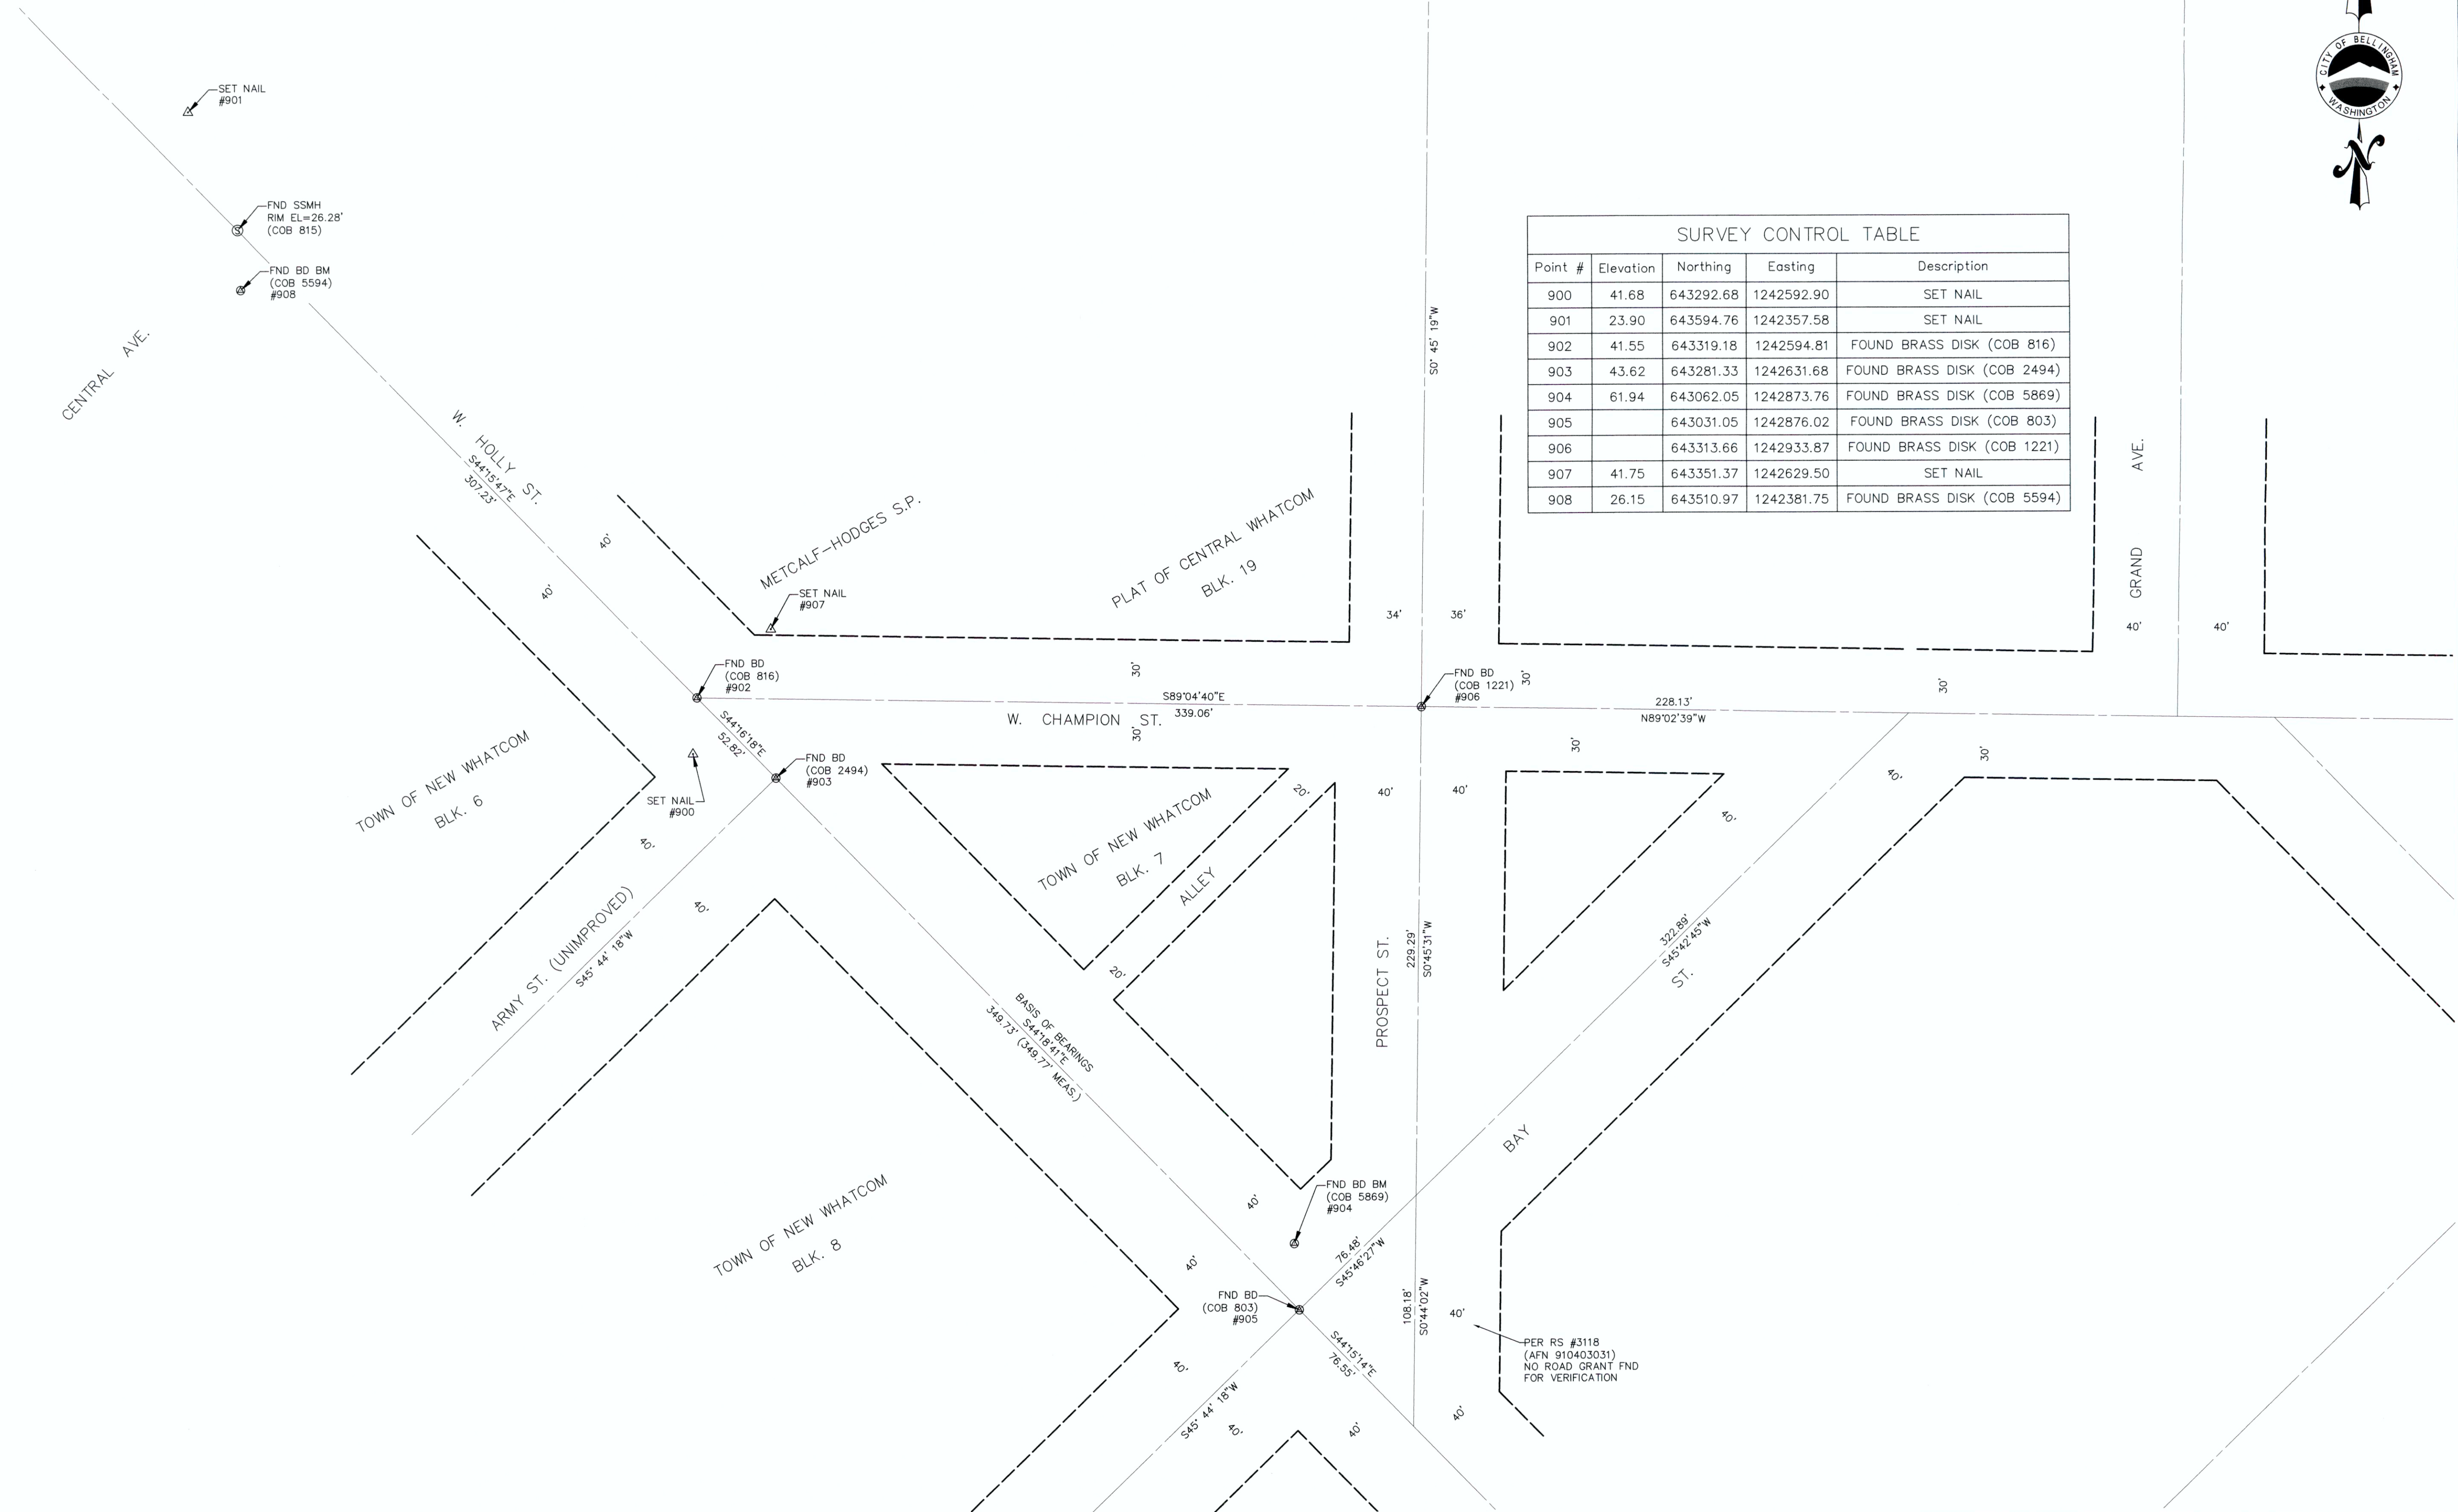 CITY OF BELLINGHAM
WASHINGTON
N
SET NAIL
#901
FND SSMH
RIM EL=26.28'
(COB 815)
FND BD BM
(COB 5594)
#908
CENTRAL AVE.
W. HOLLY ST.
S44°15'47"E
307.23'
40'
40'
METCALF-HODGES S.P.
SET NAIL
#907
PLAT OF CENTRAL WHATCOM
BLK. 19
S0° 45' 19"W
34'
36'
SURVEY CONTROL TABLE
Point # Elevation Northing Easting Description
900 41.68 643292.68 1242592.90 SET NAIL
901 23.90 643594.76 1242357.58 SET NAIL
902 41.55 643319.18 1242594.81 FOUND BRASS DISK (COB 816)
903 43.62 643281.33 1242631.68 FOUND BRASS DISK (COB 2494)
904 61.94 643062.05 1242873.76 FOUND BRASS DISK (COB 5869)
905 643031.05 1242876.02 FOUND BRASS DISK (COB 803)
906 643313.66 1242933.87 FOUND BRASS DISK (COB 1221)
907 41.75 643351.37 1242629.50 SET NAIL
908 26.15 643510.97 1242381.75 FOUND BRASS DISK (COB 5594)
GRAND AVE.
40'
40'
FND BD
(COB 816)
#902
30'
S89°04'40"E
339.06'
W. CHAMPION ST.
30'
FND BD
(COB 1221)
#906
30'
228.13'
N89°02'39"W
30'
30'
30'
S44°16'18"E
52.82'
FND BD
(COB 2494)
#903
SET NAIL
#900
TOWN OF NEW WHATCOM
BLK. 6
40'
40'
ARMY ST. (UNIMPROVED)
S45° 44' 18"W
TOWN OF NEW WHATCOM
BLK. 7
20'
ALLEY
20'
40'
40'
40'
40'
BASIS OF BEARINGS
S44°18'41"E
349.73' (349.77' MEAS.)
PROSPECT ST.
229.29'
S0°45'31"W
322.89'
S45°42'45"W
BAY ST.
TOWN OF NEW WHATCOM
BLK. 8
40'
40'
FND BD BM
(COB 5869)
#904
76.48'
S45°46'27"W
FND BD
(COB 803)
#905
108.18'
S0°44'02"W
40'
PER RS #3118
(AFN 910403031)
NO ROAD GRANT FND
FOR VERIFICATION
S44°15'14"E
76.55'
40'
S45° 44' 18"W
40'
40'
40'